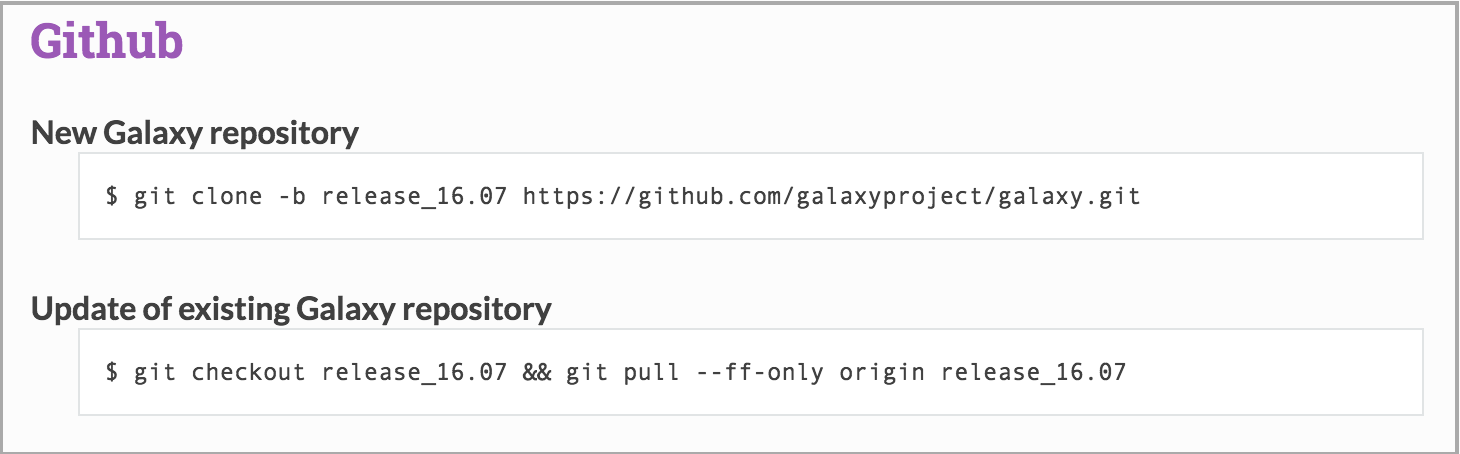 Github
New Galaxy repository
$ git clone -b release_16.07 https://github.com/galaxyproject/galaxy.git
Update of existing Galaxy repository
$ git checkout release_16.07 && git pull --ff-only origin release_16.07